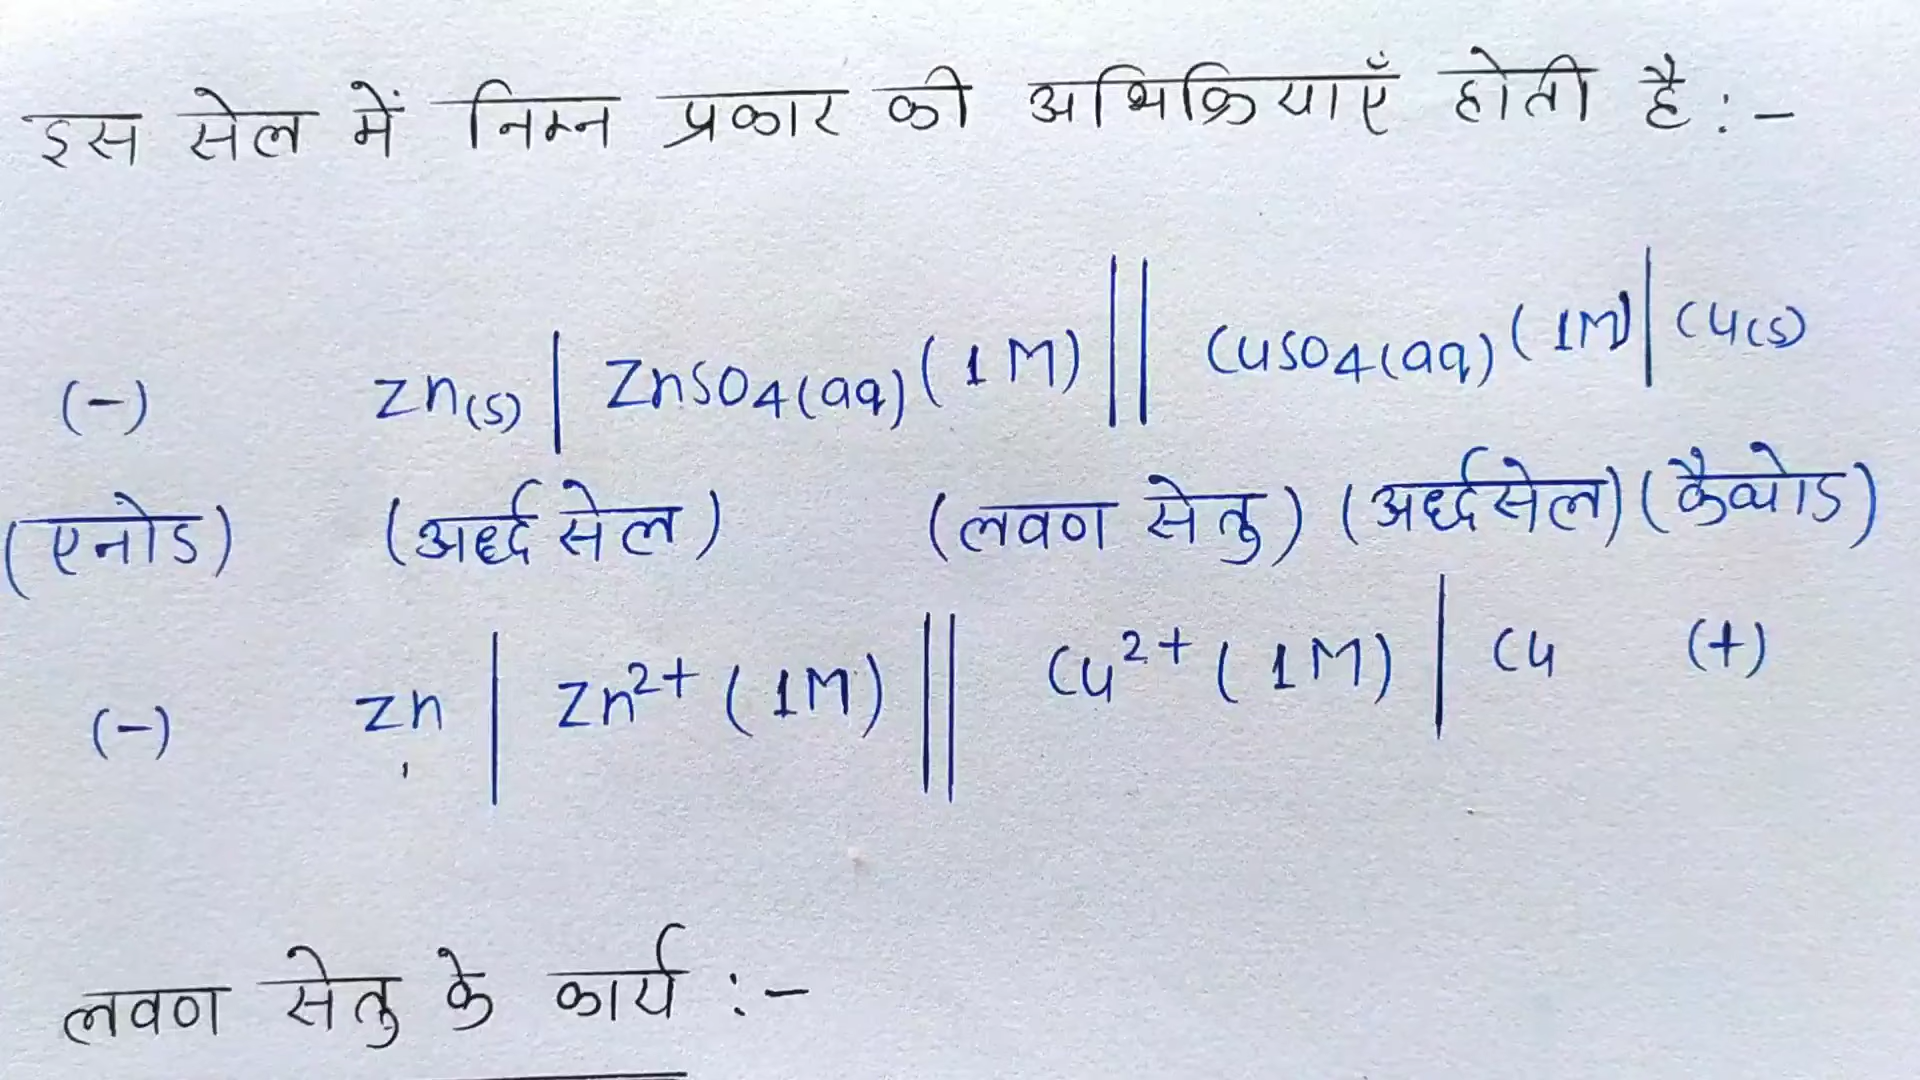 इस सेल में निम्न प्रकार की अभिक्रियाएँ होती है :-
(-) Zn(s) | ZnSO4(aq) (1M) || CuSO4(aq) (1M) | Cu(s)
(एनोड) (अर्द्ध सेल) (लवण सेतु) (अर्द्धसेल) (कैथोड)
(-) Zn | Zn²⁺ (1M) || Cu²⁺ (1M) | Cu (+)
लवण सेतु के कार्य :-